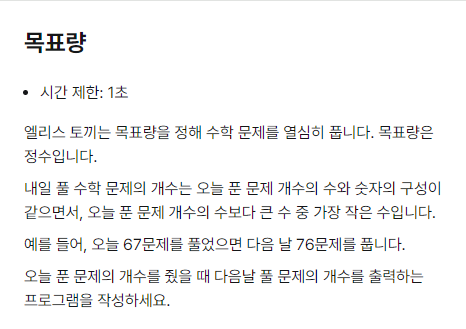 목표량
• 시간 제한: 1초
엘리스 토끼는 목표량을 정해 수학 문제를 열심히 풉니다. 목표량은
정수입니다.
내일 풀 수학 문제의 개수는 오늘 푼 문제 개수의 수와 숫자의 구성이
같으면서, 오늘 푼 문제 개수의 수보다 큰 수 중 가장 작은 수입니다.
예를 들어, 오늘 67문제를 풀었으면 다음 날 76문제를 풉니다.
오늘 푼 문제의 개수를 줬을 때 다음날 풀 문제의 개수를 출력하는
프로그램을 작성하세요.